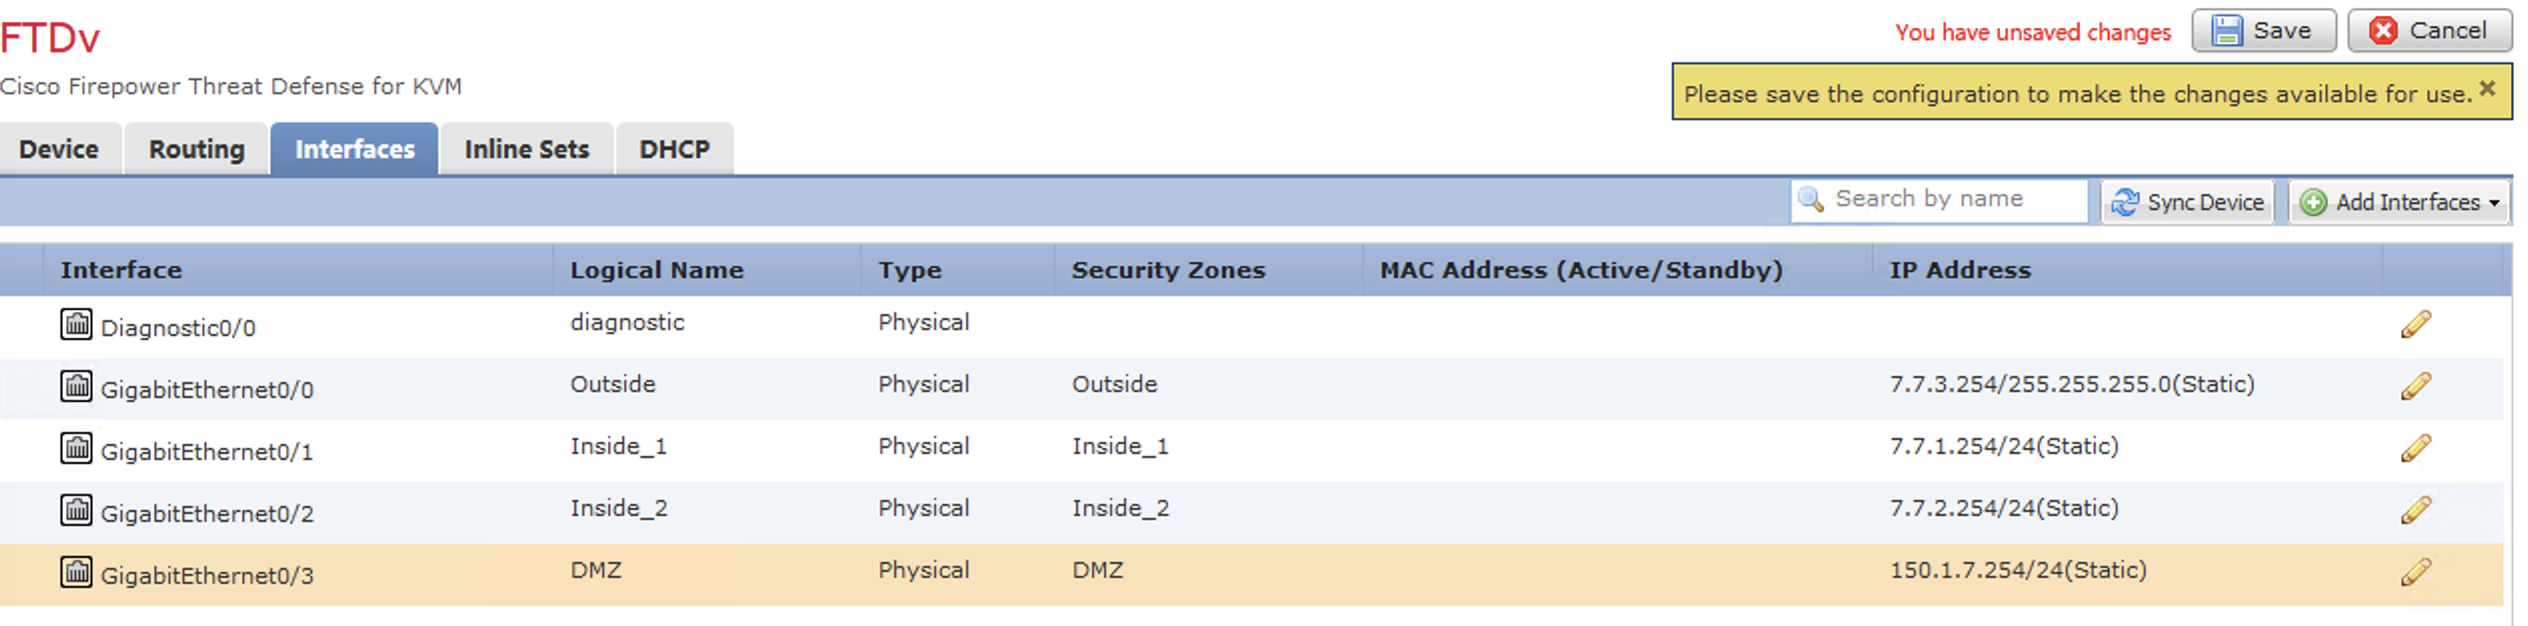 FTDv
You have unsaved changes Save Cancel
Cisco Firepower Threat Defense for KVM
Please save the configuration to make the changes available for use.
Device Routing Interfaces Inline Sets DHCP
Search by name Sync Device Add Interfaces
Interface Logical Name Type Security Zones MAC Address (Active/Standby) IP Address
Diagnostic0/0 diagnostic Physical
GigabitEthernet0/0 Outside Physical Outside 7.7.3.254/255.255.255.0(Static)
GigabitEthernet0/1 Inside_1 Physical Inside_1 7.7.1.254/24(Static)
GigabitEthernet0/2 Inside_2 Physical Inside_2 7.7.2.254/24(Static)
GigabitEthernet0/3 DMZ Physical DMZ 150.1.7.254/24(Static)